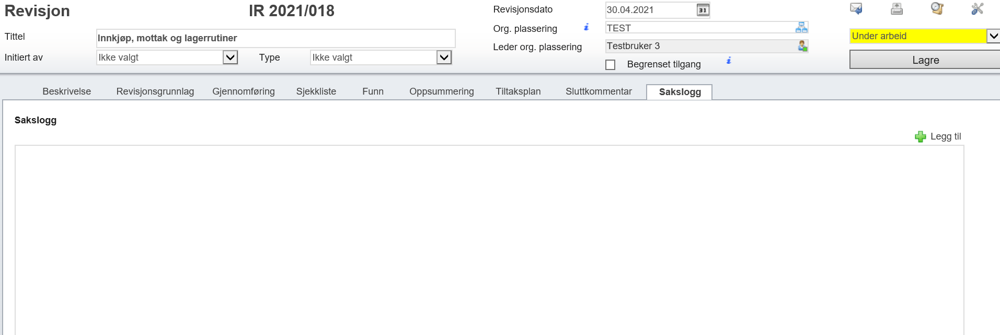 Revisjon IR 2021/018
Tittel Innkjøp, mottak og lagerrutiner
Initiert av Ikke valgt Type Ikke valgt
Revisjonsdato 30.04.2021 31
Org. plassering i TEST
Leder org. plassering Testbruker 3
Begrenset tilgang i
Under arbeid
Lagre
Beskrivelse Revisjonsgrunnlag Gjennomføring Sjekkliste Funn Oppsummering Tiltaksplan Sluttkommentar Sakslogg
Sakslogg
Legg til